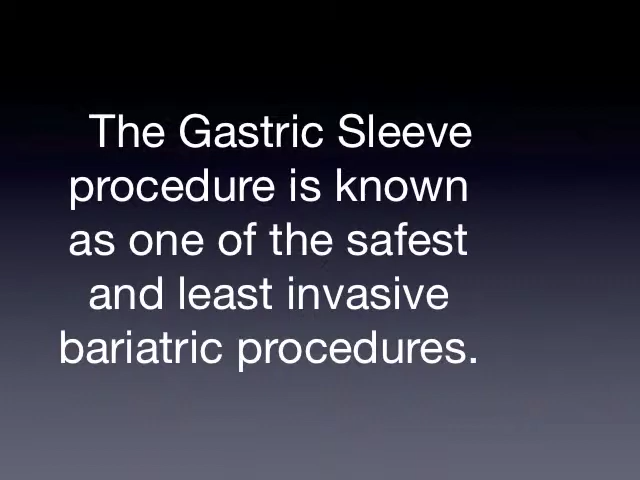 The Gastric Sleeve
procedure is known
as one of the safest
and least invasive
bariatric procedures.